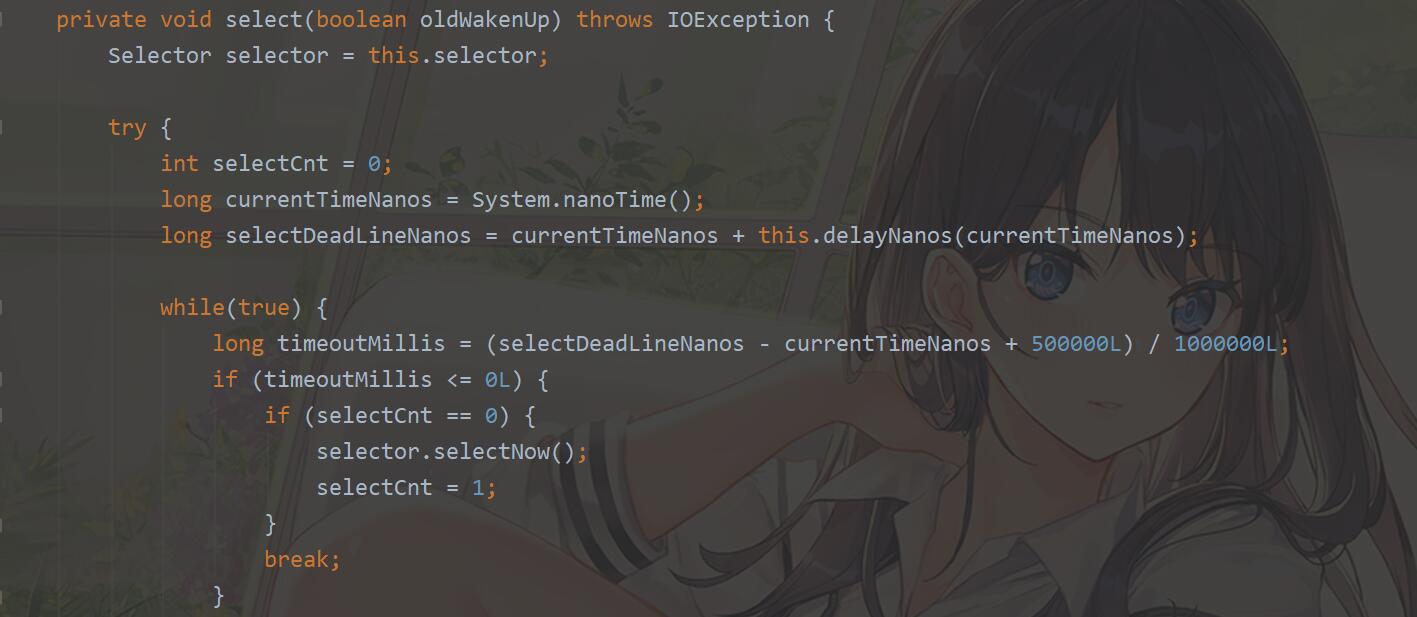 private void select(boolean oldWakenUp) throws IOException {
Selector selector = this.selector;
try {
int selectCnt = 0;
long currentTimeNanos = System.nanoTime();
long selectDeadLineNanos = currentTimeNanos + this.delayNanos(currentTimeNanos);
while(true) {
long timeoutMillis = (selectDeadLineNanos - currentTimeNanos + 500000L) / 1000000L;
if (timeoutMillis <= 0L) {
if (selectCnt == 0) {
selector.selectNow();
selectCnt = 1;
}
break;
}